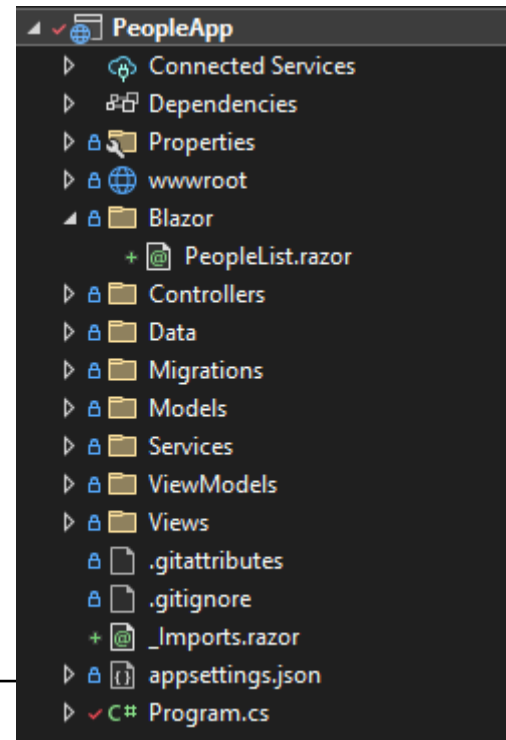 PeopleApp
Connected Services
Dependencies
Properties
wwwroot
Blazor
+ @ PeopleList.razor
Controllers
Data
Migrations
Models
Services
ViewModels
Views
.gitattributes
.gitignore
+ @ _Imports.razor
{} appsettings.json
C# Program.cs